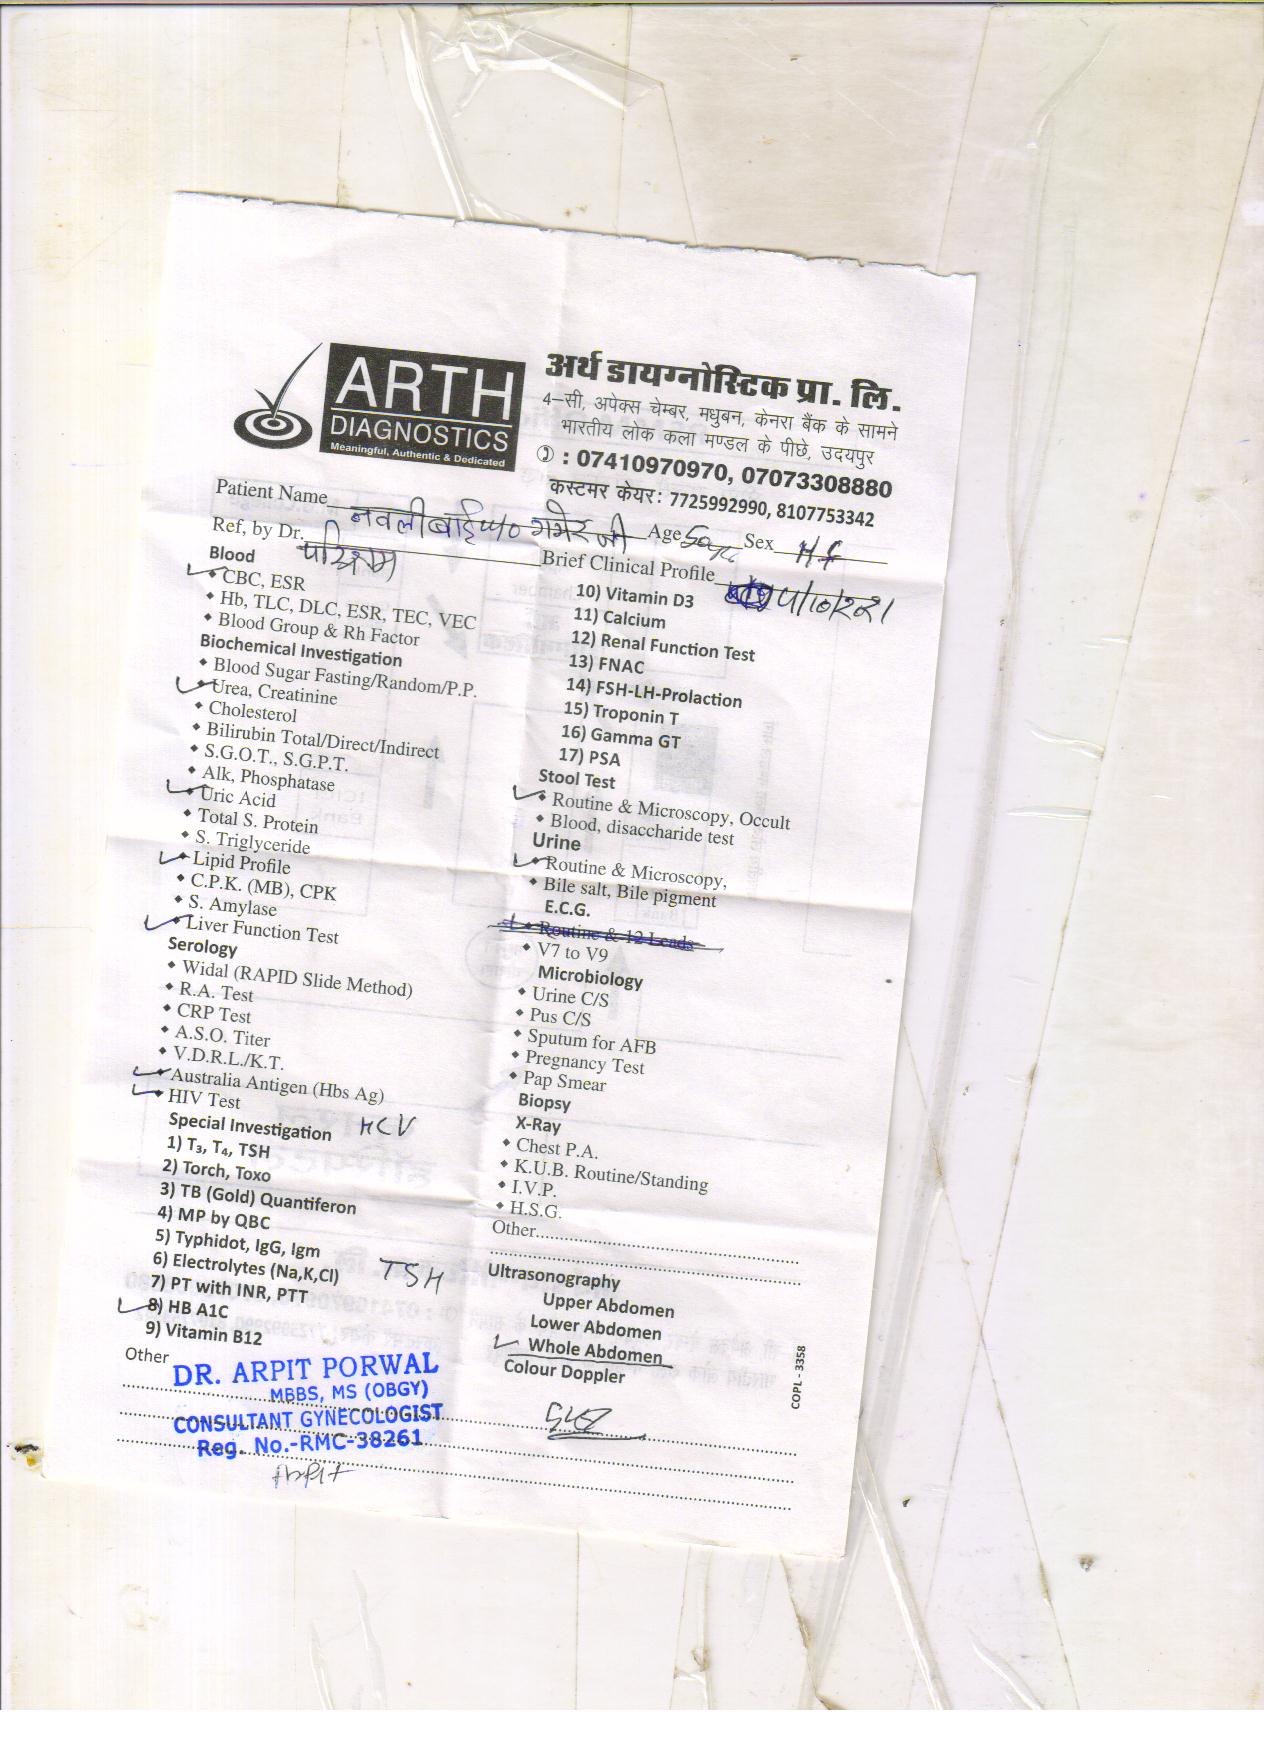 ARTH
DIAGNOSTICS
Meaningful, Authentic & Dedicated
अर्थ डायग्नोस्टिक प्रा. लि.
4–सी, अपेक्स चेम्बर, मधुबन, केनरा बैंक के सामने
भारतीय लोक कला मण्डल के पीछे, उदयपुर
: 07410970970, 07073308880
कस्टमर केयर: 7725992990, 8107753342
Patient Name नवलीबाई w/o गमेर जी Age 50 Sex F
Ref, by Dr. परिश्रम
Brief Clinical Profile /10/2021
Blood
CBC, ESR
Hb, TLC, DLC, ESR, TEC, VEC
Blood Group & Rh Factor
Biochemical Investigation
Blood Sugar Fasting/Random/P.P.
Urea, Creatinine
Cholesterol
Bilirubin Total/Direct/Indirect
S.G.O.T., S.G.P.T.
Alk, Phosphatase
Uric Acid
Total S. Protein
S. Triglyceride
Lipid Profile
C.P.K. (MB), CPK
S. Amylase
Liver Function Test
Serology
Widal (RAPID Slide Method)
R.A. Test
CRP Test
A.S.O. Titer
V.D.R.L./K.T.
Australia Antigen (Hbs Ag)
HIV Test
HCV
Special Investigation
1) T₃, T₄, TSH
2) Torch, Toxo
3) TB (Gold) Quantiferon
4) MP by QBC
5) Typhidot, IgG, Igm
6) Electrolytes (Na,K,Cl)
TSH
7) PT with INR, PTT
8) HB A1C
9) Vitamin B12
Other
DR. ARPIT PORWAL
MBBS, MS (OBGY)
CONSULTANT GYNECOLOGIST
Reg. No.-RMC-38261
Arpit
10) Vitamin D3
11) Calcium
12) Renal Function Test
13) FNAC
14) FSH-LH-Prolaction
15) Troponin T
16) Gamma GT
17) PSA
Stool Test
Routine & Microscopy, Occult
Blood, disaccharide test
Urine
Routine & Microscopy,
Bile salt, Bile pigment
E.C.G.
Routine & 12 Leads
V7 to V9
Microbiology
Urine C/S
Pus C/S
Sputum for AFB
Pregnancy Test
Pap Smear
Biopsy
X-Ray
Chest P.A.
K.U.B. Routine/Standing
I.V.P.
H.S.G.
Other
Ultrasonography
Upper Abdomen
Lower Abdomen
Whole Abdomen
Colour Doppler
COPL - 3358